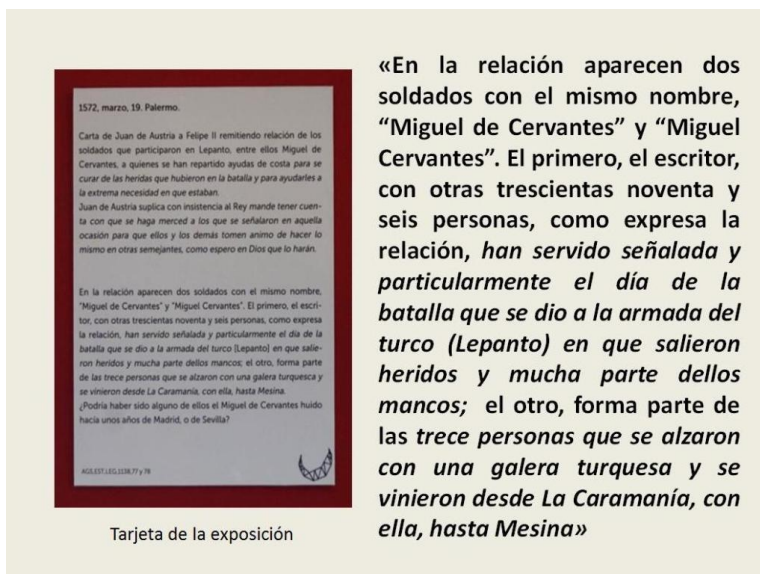 1572, marzo, 19. Palermo.
Carta de Juan de Austria a Felipe II remitiendo relación de los
soldados que participaron en Lepanto, entre ellos Miguel de
Cervantes, a quienes se han repartido ayudas de costa para se
curar de las heridas que hubieron en la batalla y para ayudarles a
la extrema necesidad en que estaban.
Juan de Austria suplica con insistencia al Rey mande tener cuen-
ta con que se haga merced a los que se señalaron en aquella
ocasión para que ellos y los demás tomen animo de hacer lo
mismo en otras semejantes, como espero en Dios que lo harán.
En la relación aparecen dos soldados con el mismo nombre,
"Miguel de Cervantes" y "Miguel Cervantes". El primero, el escri-
tor, con otras trescientas noventa y seis personas, como expresa
la relación, han servido señalada y particularmente el día de la
batalla que se dio a la armada del turco [Lepanto] en que salie-
ron heridos y mucha parte dellos mancos; el otro, forma parte
de las trece personas que se alzaron con una galera turquesca y
se vinieron desde La Caramania, con ella, hasta Mesina.
¿Podría haber sido alguno de ellos el Miguel de Cervantes huido
hacía unos años de Madrid, o de Sevilla?
AGS,EST,LEG,1138,77 y 78
Tarjeta de la exposición
«En la relación aparecen dos
soldados con el mismo nombre,
“Miguel de Cervantes” y “Miguel
Cervantes”. El primero, el escritor,
con otras trescientas noventa y
seis personas, como expresa la
relación, han servido señalada y
particularmente el día de la
batalla que se dio a la armada del
turco (Lepanto) en que salieron
heridos y mucha parte dellos
mancos; el otro, forma parte de
las trece personas que se alzaron
con una galera turquesa y se
vinieron desde La Caramanía, con
ella, hasta Mesina»